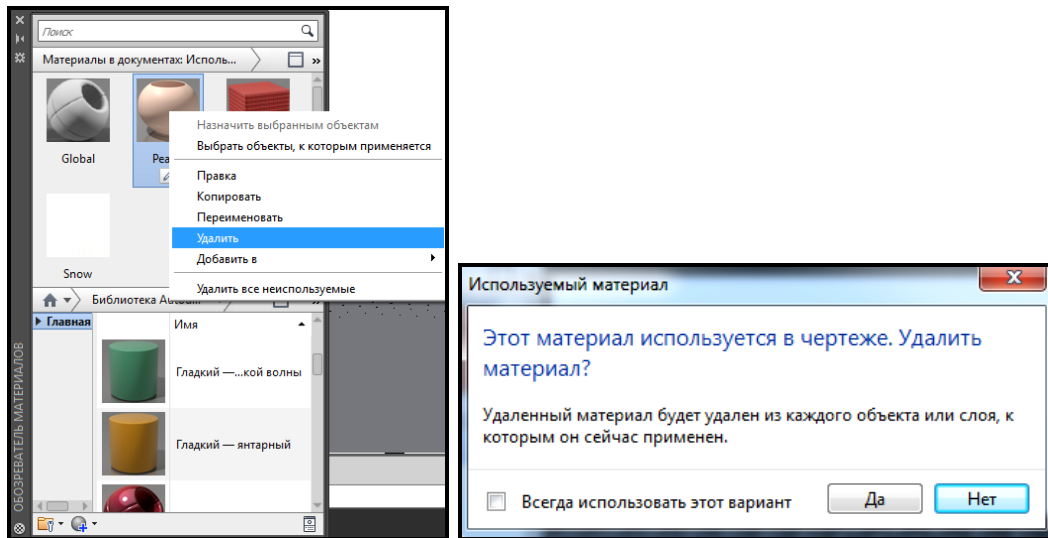 Поиск
Материалы в документах: Исполь...
»
Назначить выбранным объектам
Выбрать объекты, к которым применяется
Global
Pea
Правка
Копировать
Переименовать
Удалить
Добавить в
Snow
Удалить все неиспользуемые
Библиотека
Главная
Имя
Гладкий —...кой волны
Гладкий — янтарный
ОБОЗРЕВАТЕЛЬ МАТЕРИАЛОВ
Используемый материал
Этот материал используется в чертеже. Удалить
материал?
Удаленный материал будет удален из каждого объекта или слоя, к
которым он сейчас применен.
Всегда использовать этот вариант
Да
Нет